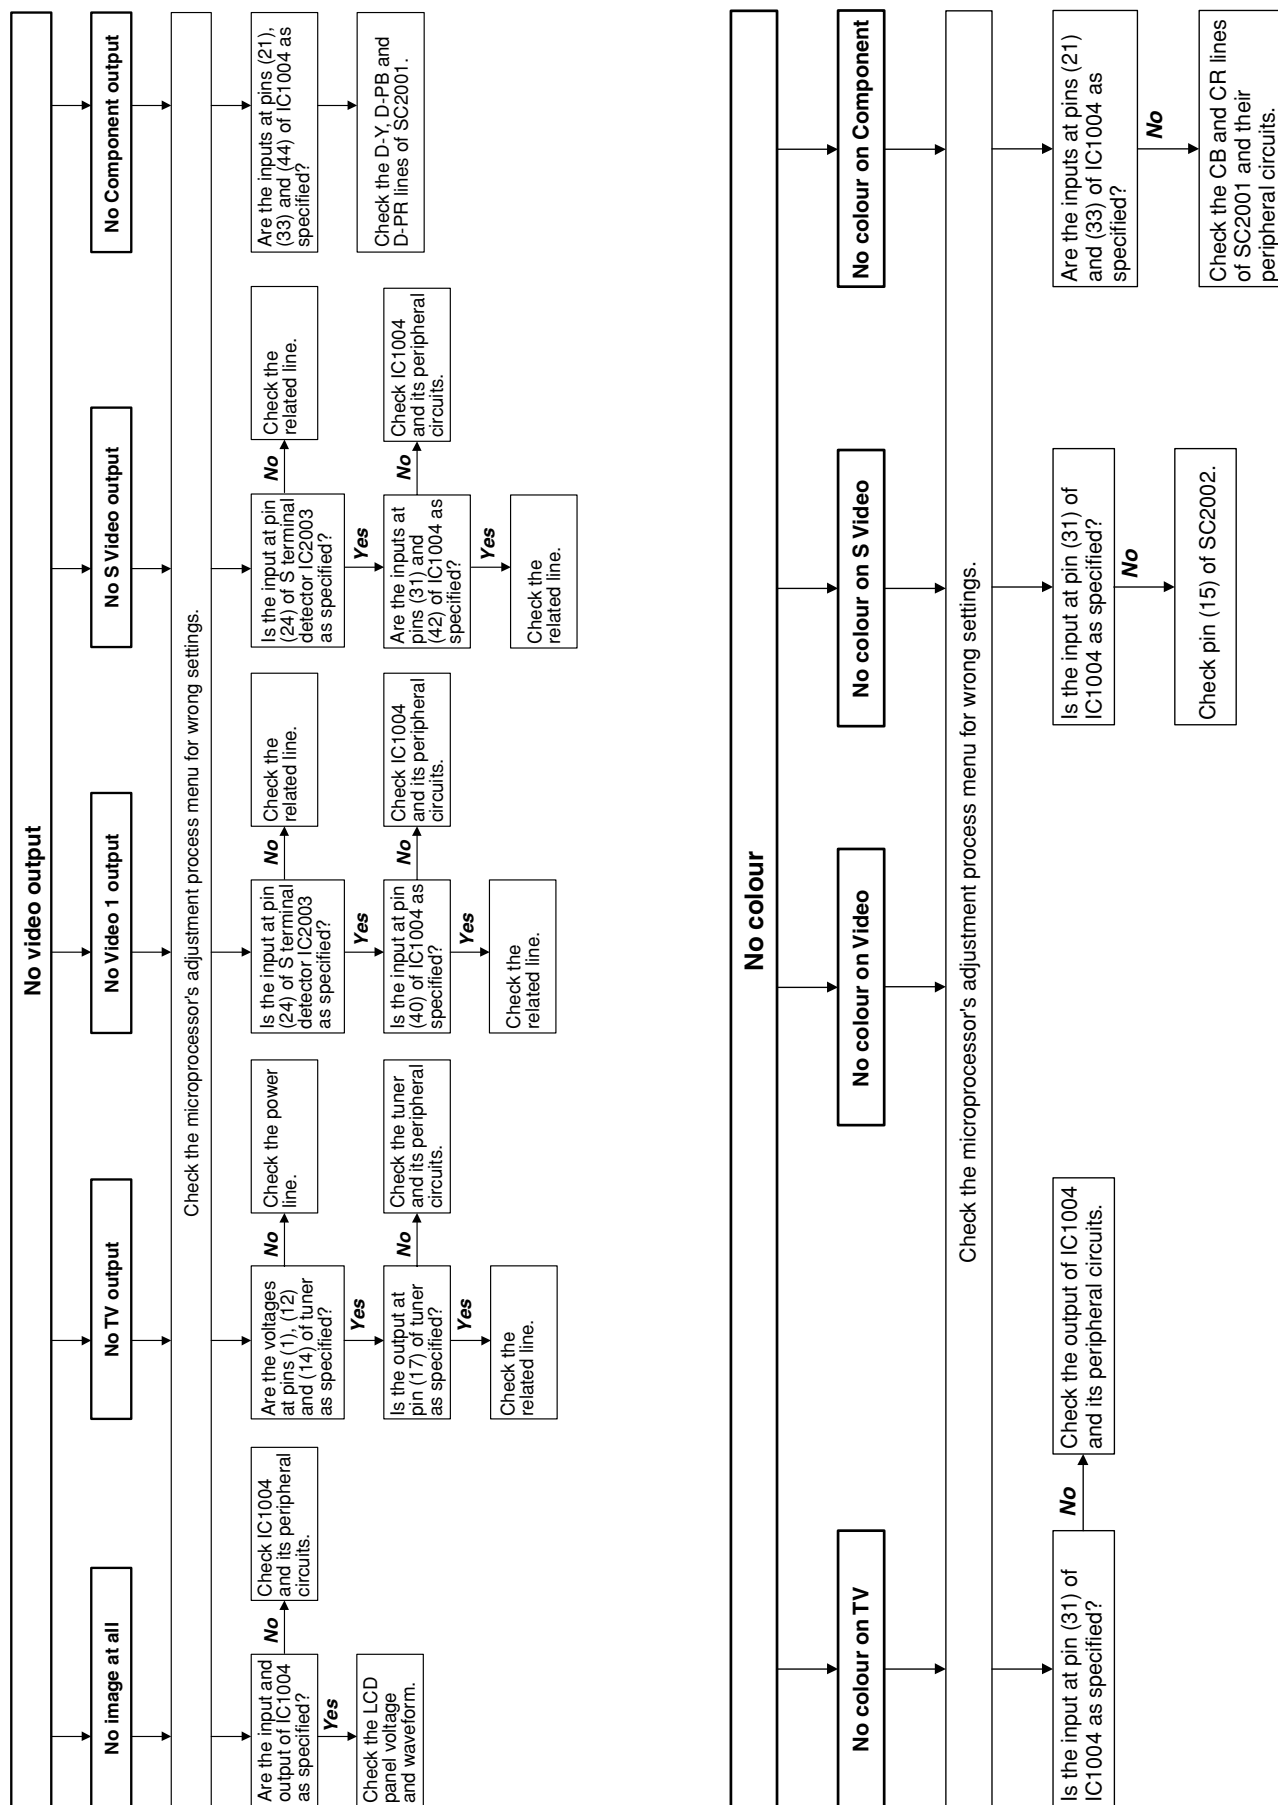 No video output
No image at all
No TV output
No Video 1 output
No S Video output
No Component output
Check the microprocessor's adjustment process menu for wrong settings.
Are the input and
output of IC1004
as specified?
No
Check IC1004
and its peripheral
circuits.
Yes
Check the LCD
panel voltage
and waveform.
Are the voltages
at pins (1), (12)
and (14) of tuner
as specified?
No
Check the power
line.
Yes
Is the output at
pin (17) of tuner
as specified?
No
Check the tuner
and its peripheral
circuits.
Yes
Check the
related line.
Is the input at pin
(24) of S terminal
detector IC2003
as specified?
No
Check the
related line.
Yes
Is the input at pin
(40) of IC1004 as
specified?
No
Check IC1004
and its peripheral
circuits.
Yes
Check the
related line.
Is the input at pin
(24) of S terminal
detector IC2003
as specified?
No
Check the
related line.
Yes
Are the inputs at
pins (31) and
(42) of IC1004 as
specified?
No
Check IC1004
and its peripheral
circuits.
Yes
Check the
related line.
Are the inputs at pins (21),
(33) and (44) of IC1004 as
specified?
Check the D-Y, D-PB and
D-PR lines of SC2001.
No colour
No colour on TV
No colour on Video
No colour on S Video
No colour on Component
Check the microprocessor's adjustment process menu for wrong settings.
Is the input at pin (31) of
IC1004 as specified?
No
Check the output of IC1004
and its peripheral circuits.
Is the input at pin (31) of
IC1004 as specified?
No
Check pin (15) of SC2002.
Are the inputs at pins (21)
and (33) of IC1004 as
specified?
No
Check the CB and CR lines
of SC2001 and their
peripheral circuits.